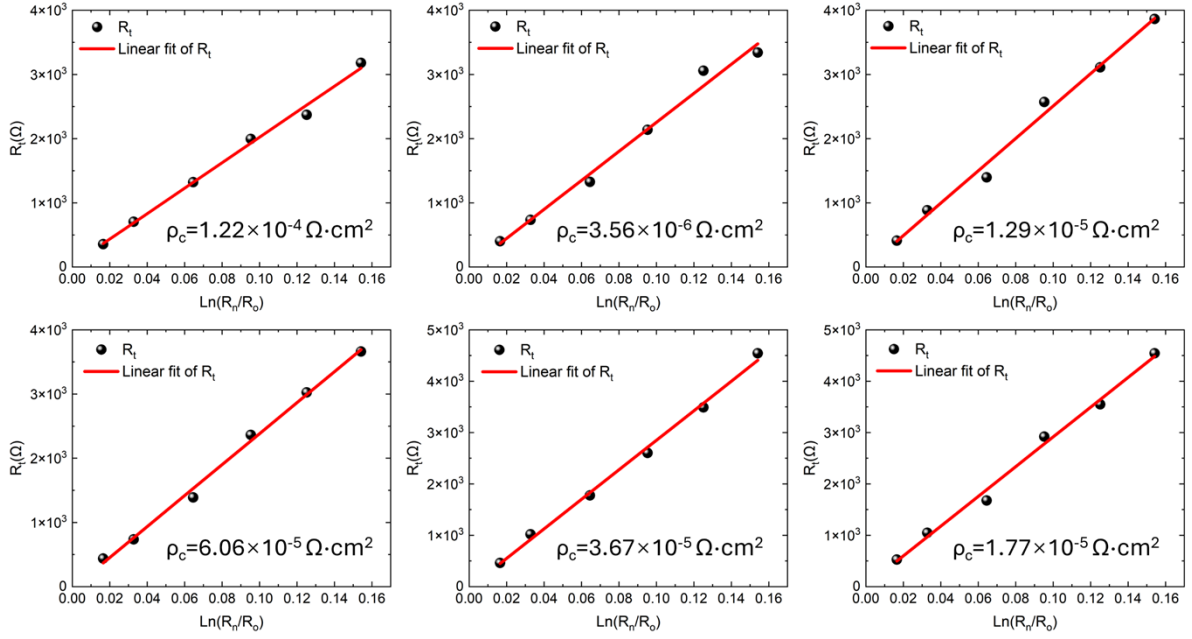 4×10³
3×10³
2×10³
1×10³
0
Rₜ(Ω)
Rₜ
Linear fit of Rₜ
ρc=1.22×10⁻⁴ Ω·cm²
0.00 0.02 0.04 0.06 0.08 0.10 0.12 0.14 0.16
Ln(Rₙ/Rₒ)
4×10³
3×10³
2×10³
1×10³
0
Rₜ(Ω)
Rₜ
Linear fit of Rₜ
ρc=3.56×10⁻⁶ Ω·cm²
0.00 0.02 0.04 0.06 0.08 0.10 0.12 0.14 0.16
Ln(Rₙ/Rₒ)
4×10³
3×10³
2×10³
1×10³
0
Rₜ(Ω)
Rₜ
Linear fit of Rₜ
ρc=1.29×10⁻⁵ Ω·cm²
0.00 0.02 0.04 0.06 0.08 0.10 0.12 0.14 0.16
Ln(Rₙ/Rₒ)
4×10³
3×10³
2×10³
1×10³
0
Rₜ(Ω)
Rₜ
Linear fit of Rₜ
ρc=6.06×10⁻⁵ Ω·cm²
0.00 0.02 0.04 0.06 0.08 0.10 0.12 0.14 0.16
Ln(Rₙ/Rₒ)
5×10³
4×10³
3×10³
2×10³
1×10³
0
Rₜ(Ω)
Rₜ
Linear fit of Rₜ
ρc=3.67×10⁻⁵ Ω·cm²
0.00 0.02 0.04 0.06 0.08 0.10 0.12 0.14 0.16
Ln(Rₙ/Rₒ)
5×10³
4×10³
3×10³
2×10³
1×10³
0
Rₜ(Ω)
Rₜ
Linear fit of Rₜ
ρc=1.77×10⁻⁵ Ω·cm²
0.00 0.02 0.04 0.06 0.08 0.10 0.12 0.14 0.16
Ln(Rₙ/Rₒ)